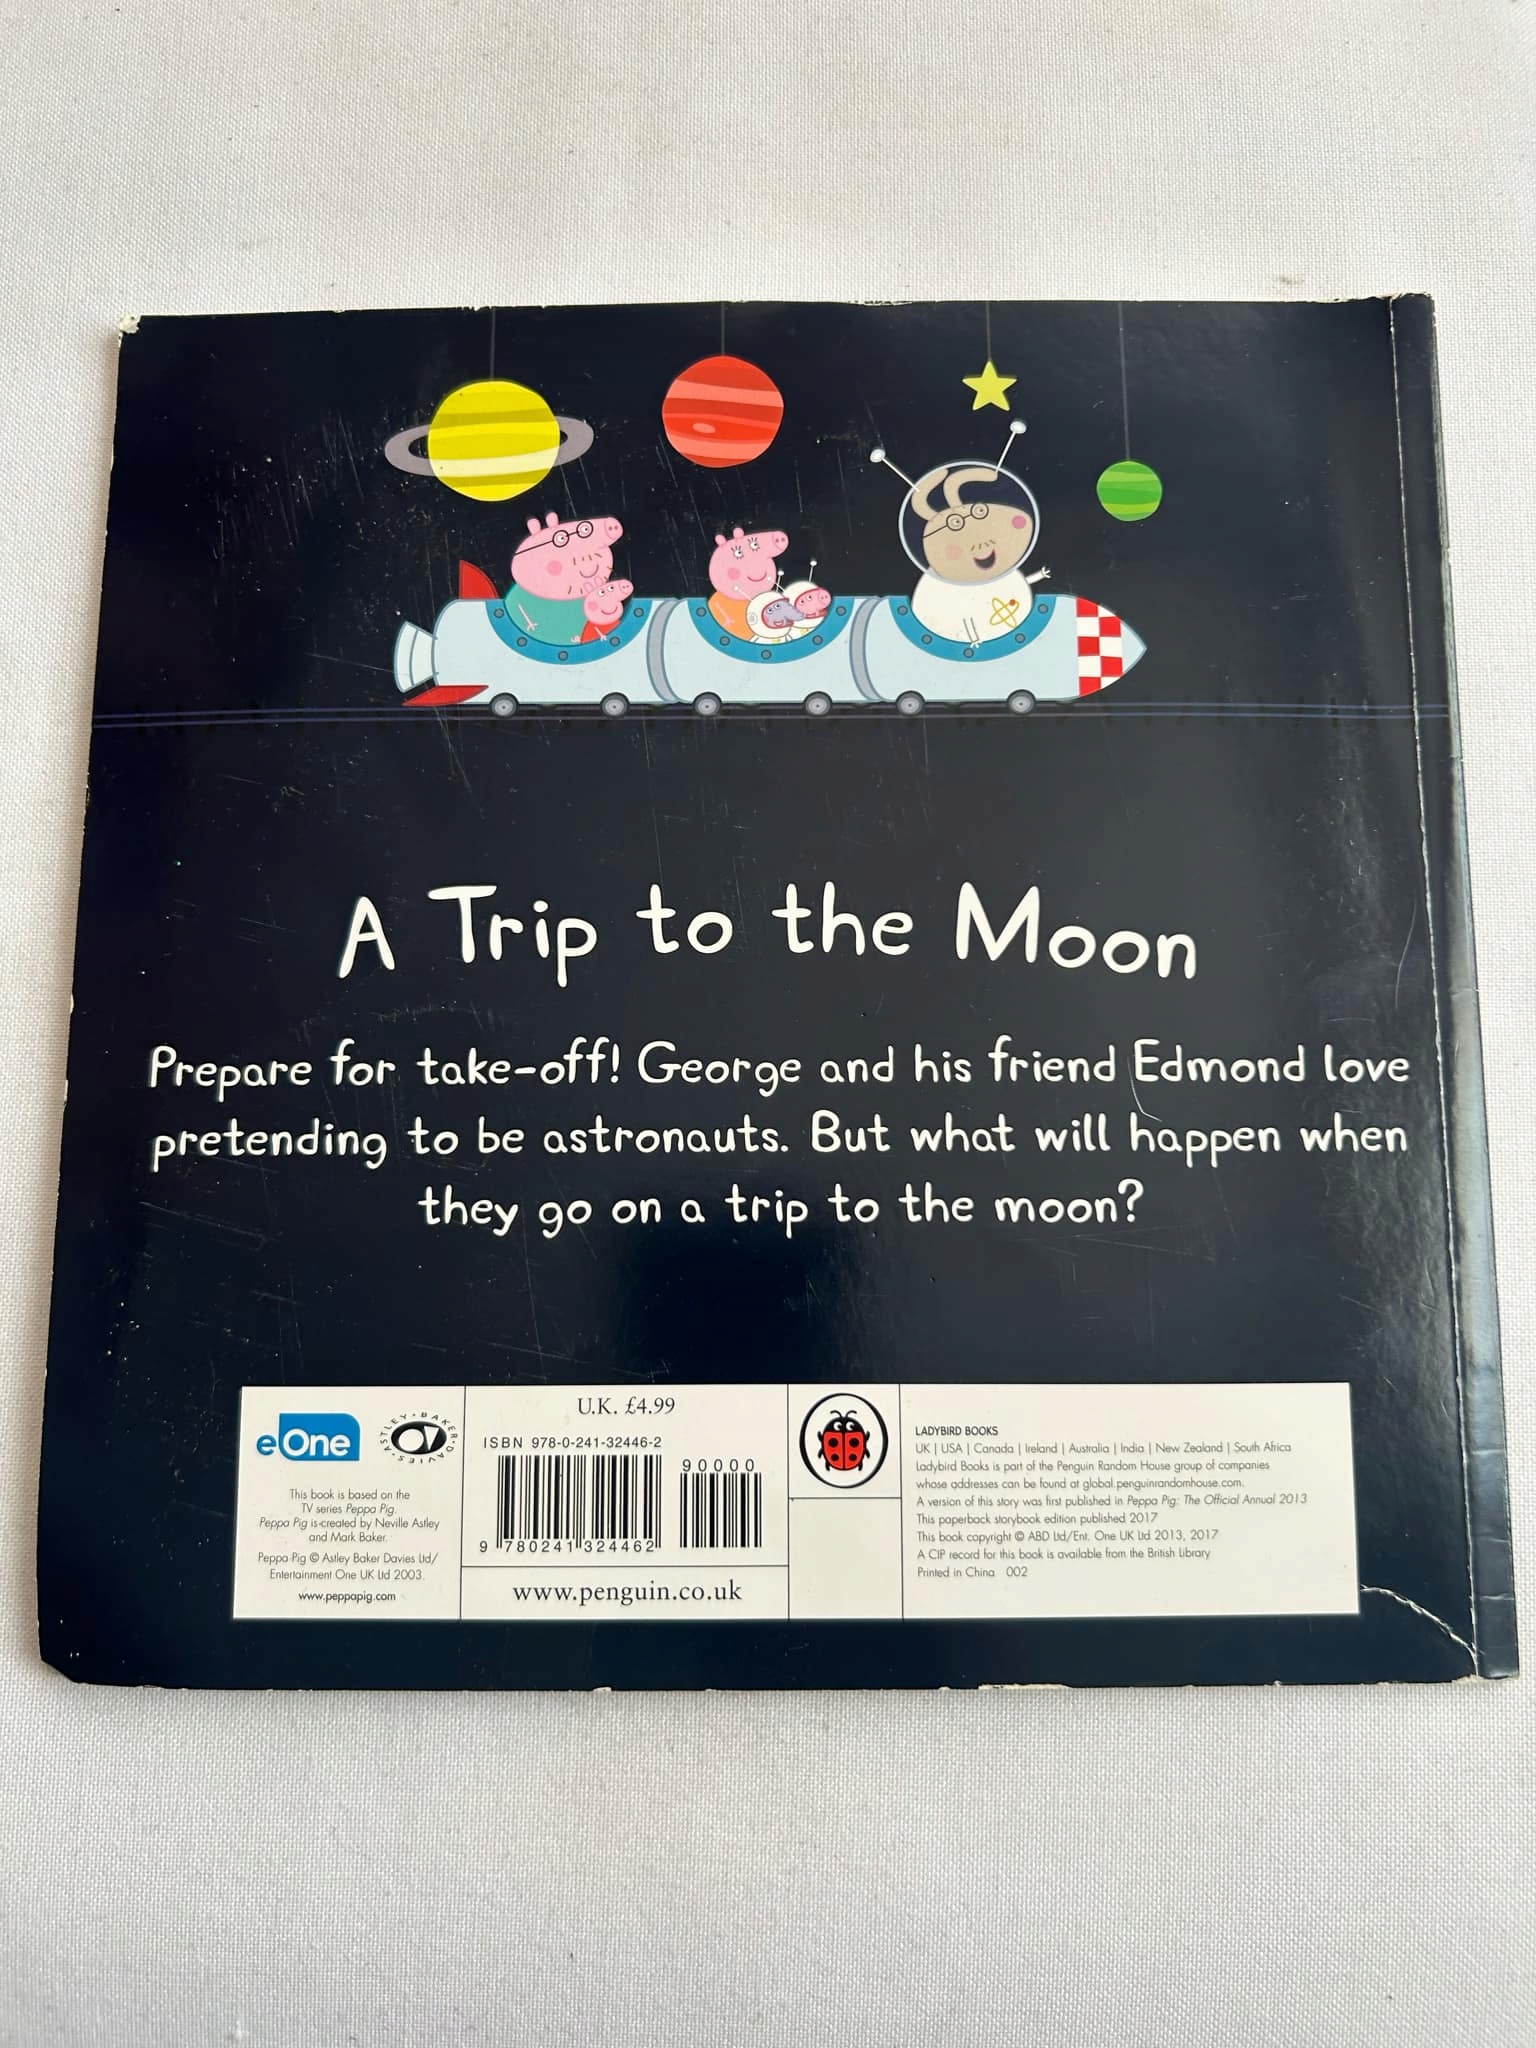 A Trip to the Moon
Prepare for take-off! George and his friend Edmond love
pretending to be astronauts. But what will happen when
they go on a trip to the moon?
eOne
ASTLEY·BAKER·DAVIES
This book is based on the
TV series Peppa Pig.
Peppa Pig is created by Neville Astley
and Mark Baker.
Peppa Pig © Astley Baker Davies Ltd/
Entertainment One UK Ltd 2003.
www.peppapig.com
U.K. £4.99
ISBN 978-0-241-32446-2
90000
9 780241 324462
www.penguin.co.uk
LADYBIRD BOOKS
UK | USA | Canada | Ireland | Australia | India | New Zealand | South Africa
Ladybird Books is part of the Penguin Random House group of companies
whose addresses can be found at global.penguinrandomhouse.com.
A version of this story was first published in Peppa Pig: The Official Annual 2013
This paperback storybook edition published 2017
This book copyright © ABD Ltd/Ent. One UK Ltd 2013, 2017
A CIP record for this book is available from the British Library
Printed in China 002